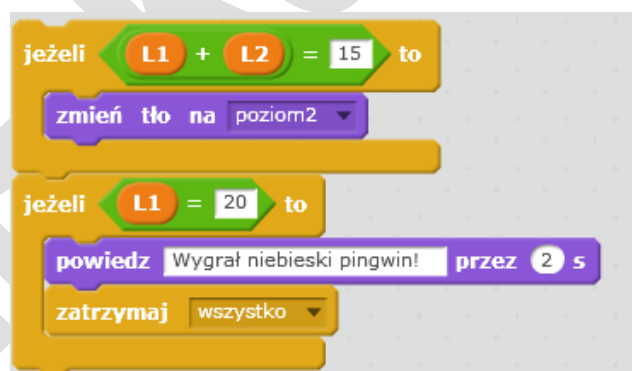 jeżeli L1 + L2 = 15 to
zmień tło na poziom2
jeżeli L1 = 20 to
powiedz Wygrał niebieski pingwin! przez 2 s
zatrzymaj wszystko